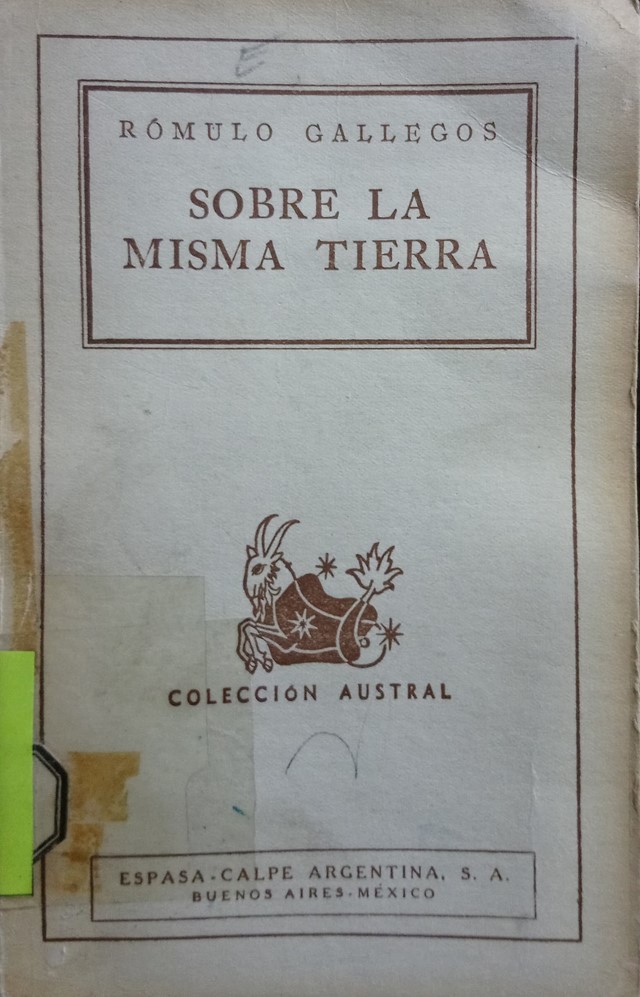 RÓMULO GALLEGOS
SOBRE LA
MISMA TIERRA
COLECCIÓN AUSTRAL
ESPASA-CALPE ARGENTINA, S. A.
BUENOS AIRES-MÉXICO